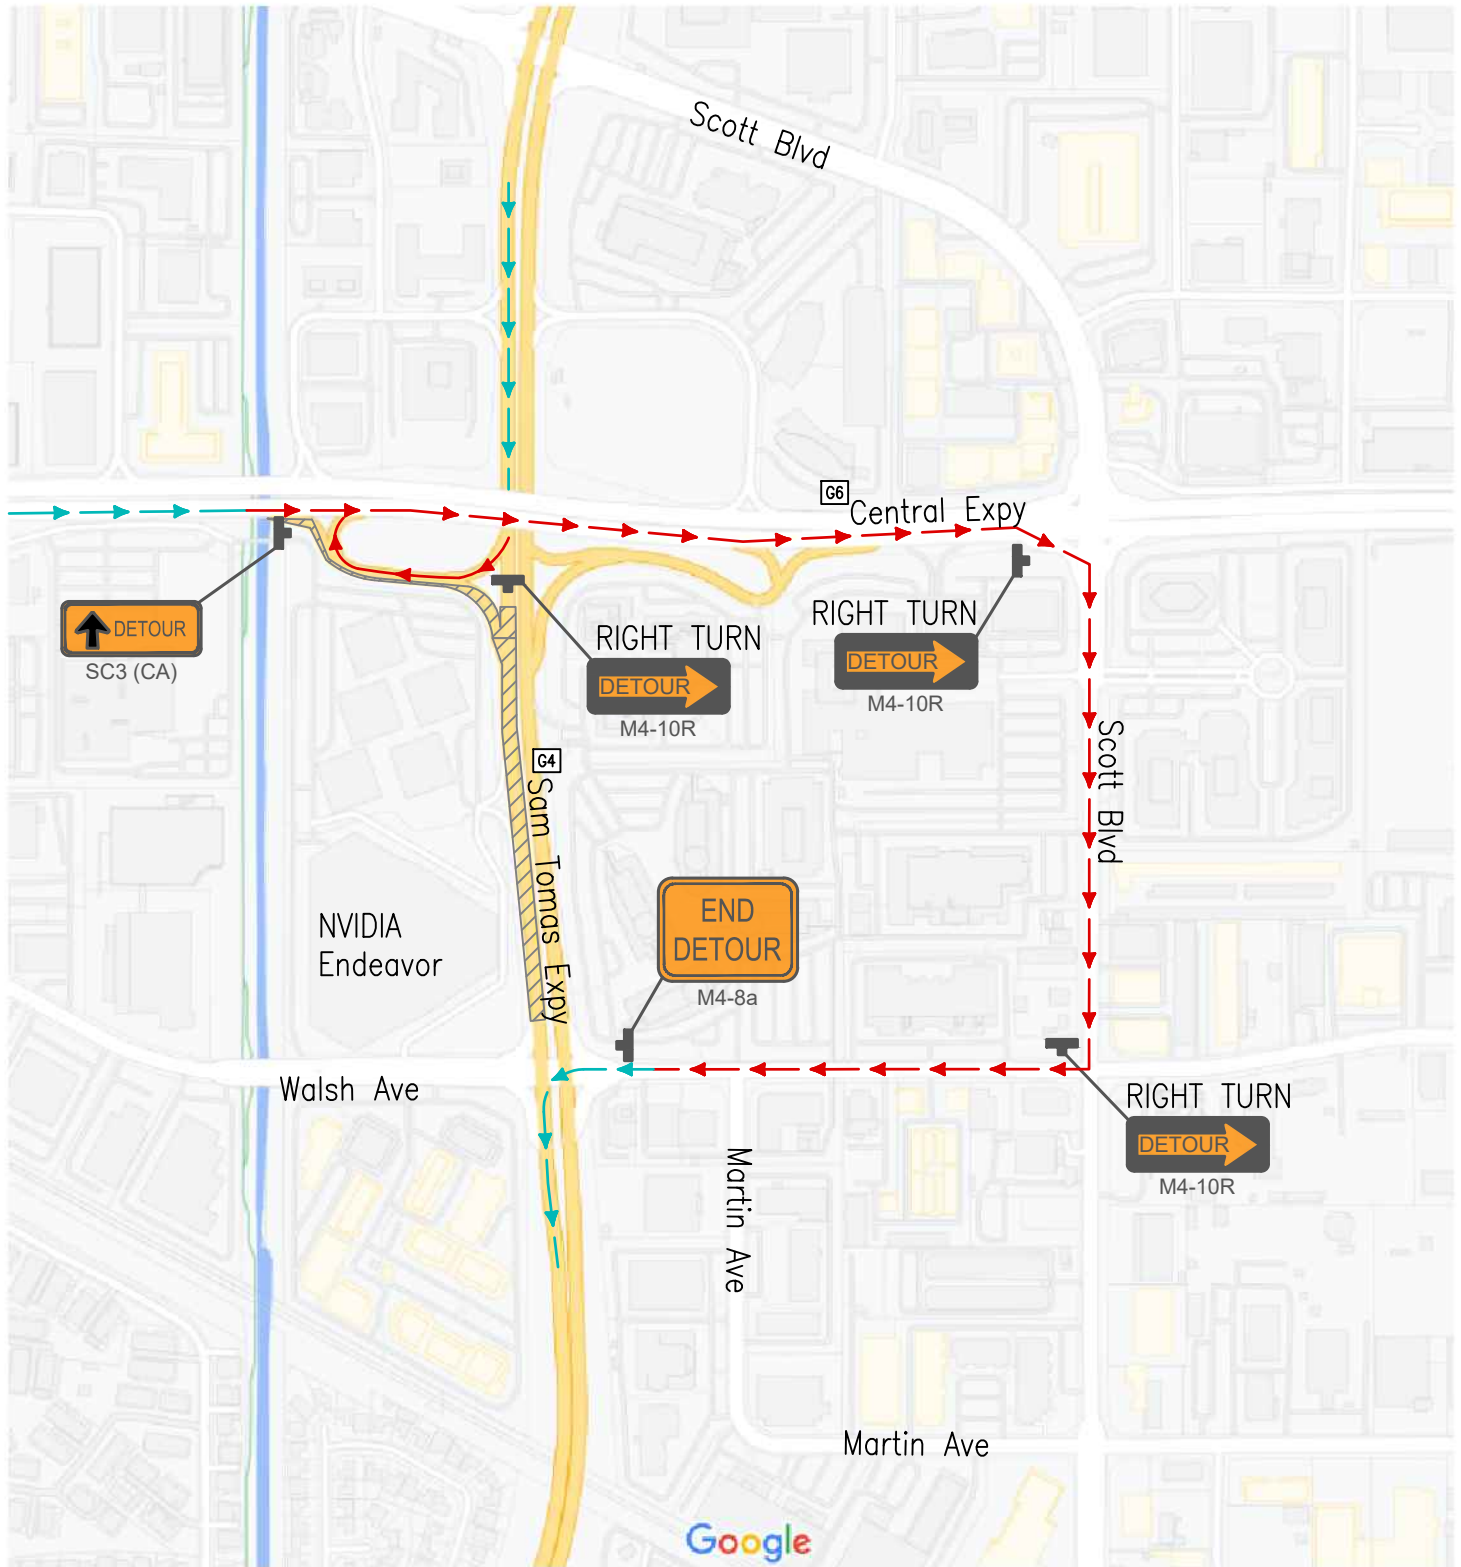 Scott Blvd
G6
Central Expy
DETOUR
SC3 (CA)
RIGHT TURN
DETOUR
M4-10R
RIGHT TURN
DETOUR
M4-10R
G4
Sam Tomas Expy
Scott Blvd
NVIDIA
Endeavor
END
DETOUR
M4-8a
Walsh Ave
RIGHT TURN
DETOUR
M4-10R
Martin Ave
Martin Ave
Google